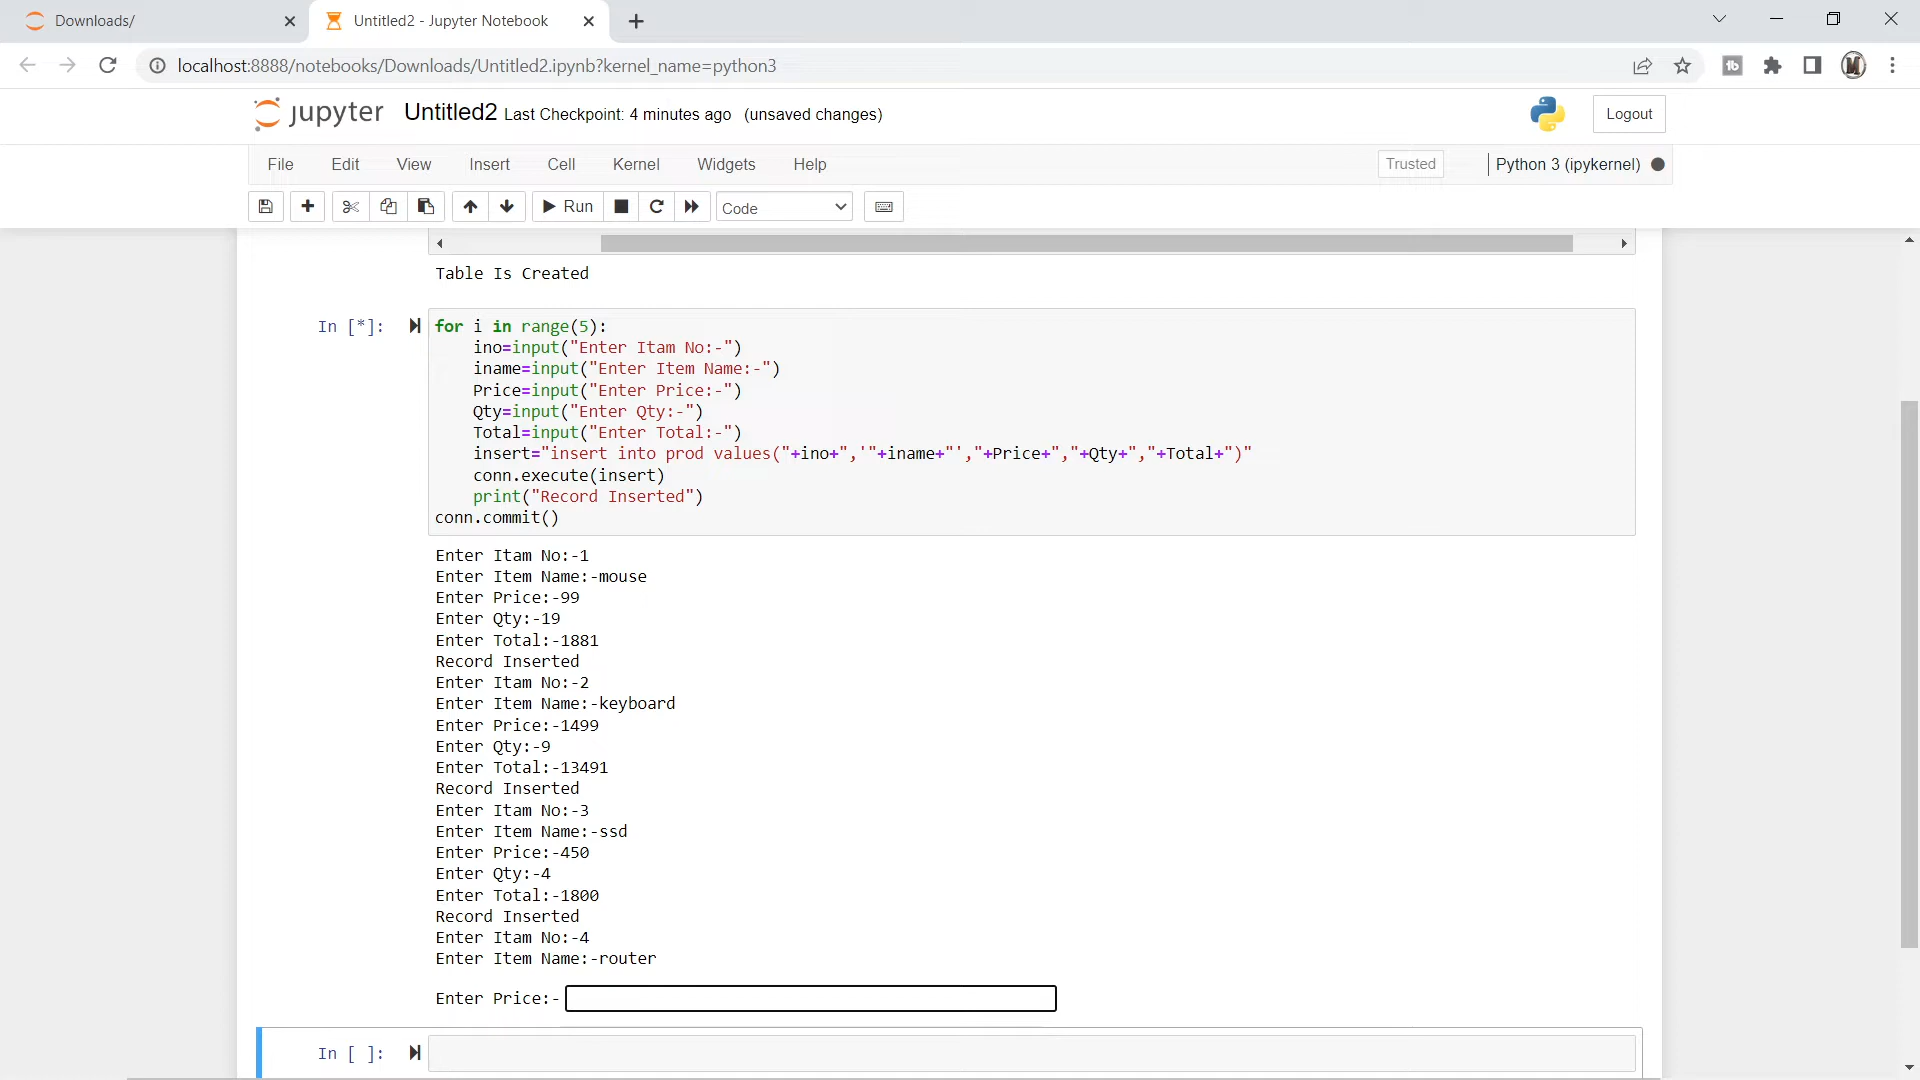 Downloads/
Untitled2 - Jupyter Notebook
localhost:8888/notebooks/Downloads/Untitled2.ipynb?kernel_name=python3
jupyter Untitled2 Last Checkpoint: 4 minutes ago (unsaved changes)
Logout
File Edit View Insert Cell Kernel Widgets Help
Trusted
Python 3 (ipykernel)
Run
Code
Table Is Created
In [*]:
for i in range(5):
    ino=input("Enter Itam No:-")
    iname=input("Enter Item Name:-")
    Price=input("Enter Price:-")
    Qty=input("Enter Qty:-")
    Total=input("Enter Total:-")
    insert="insert into prod values("+ino+",'"+iname+"',"+Price+","+Qty+","+Total+")"
    conn.execute(insert)
    print("Record Inserted")
conn.commit()
Enter Itam No:-1
Enter Item Name:-mouse
Enter Price:-99
Enter Qty:-19
Enter Total:-1881
Record Inserted
Enter Itam No:-2
Enter Item Name:-keyboard
Enter Price:-1499
Enter Qty:-9
Enter Total:-13491
Record Inserted
Enter Itam No:-3
Enter Item Name:-ssd
Enter Price:-450
Enter Qty:-4
Enter Total:-1800
Record Inserted
Enter Itam No:-4
Enter Item Name:-router
Enter Price:-
In [ ]: